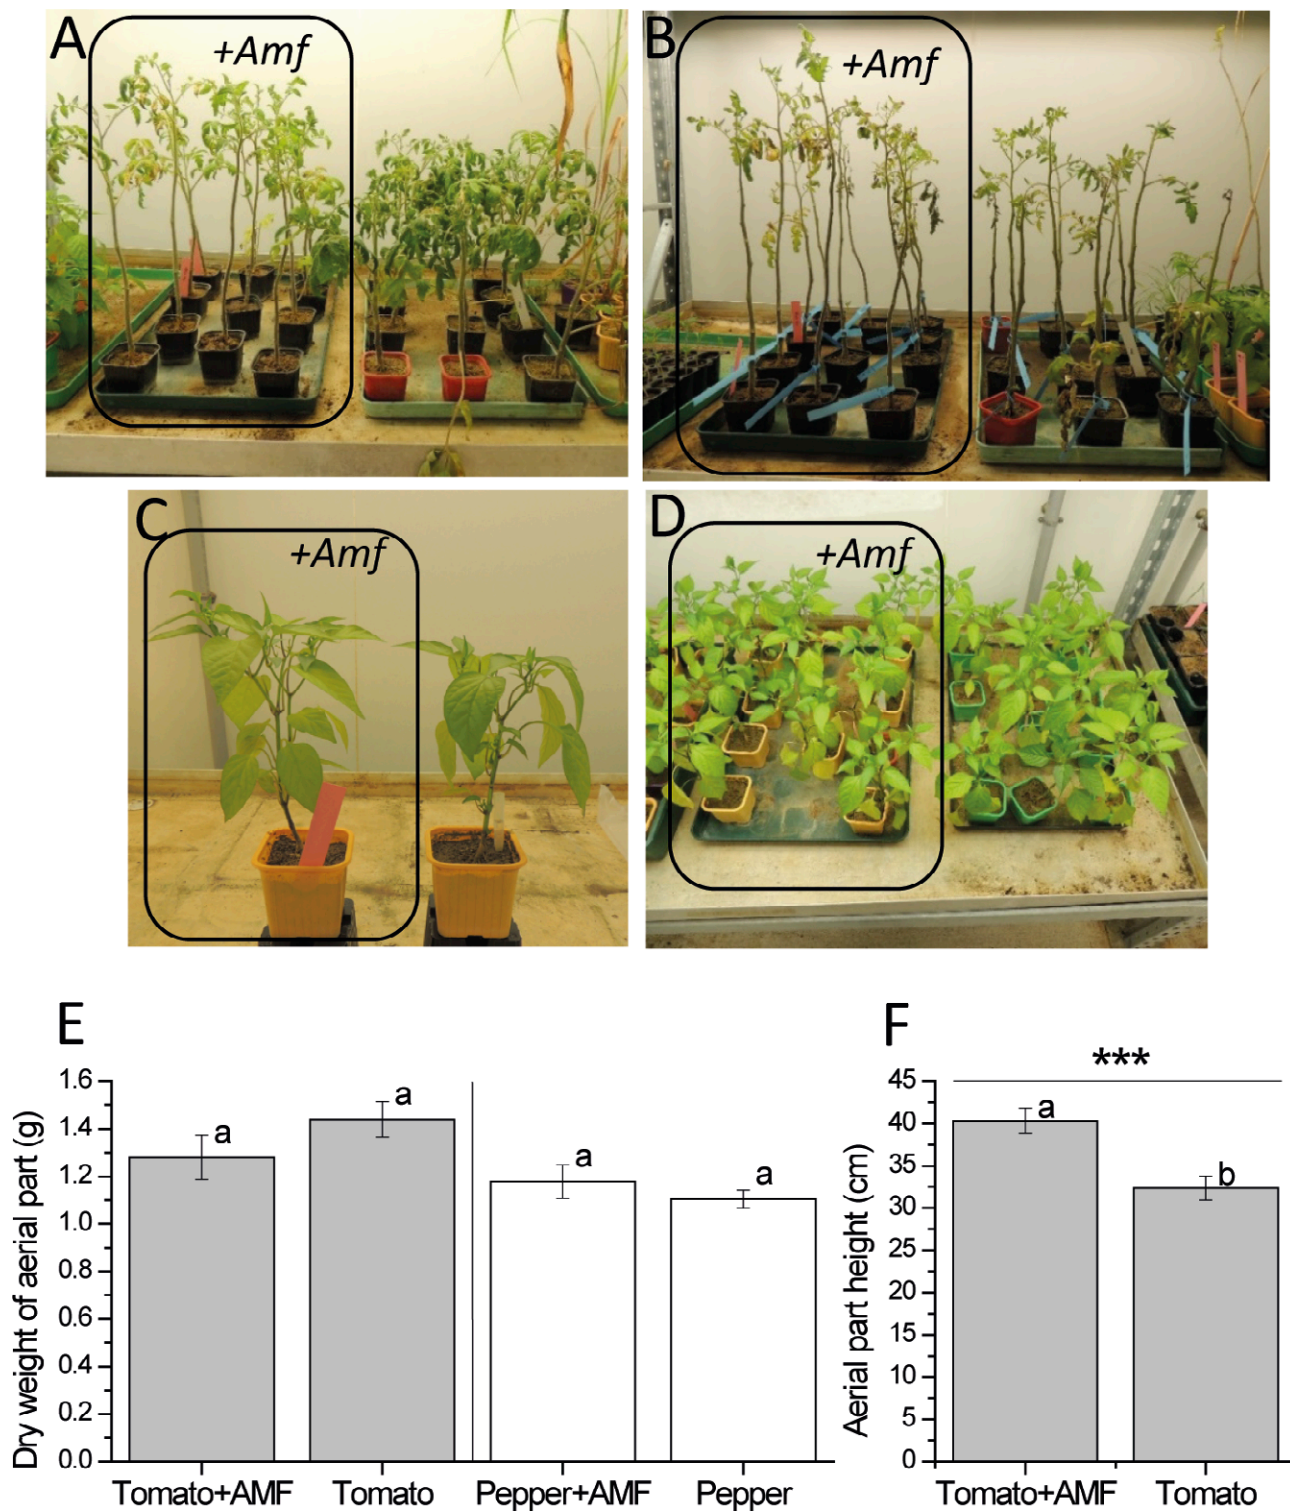 A
+Amf
B
+Amf
C
+Amf
D
+Amf
E
Dry weight of aerial part (g)
1.6
1.4
1.2
1.0
0.8
0.6
0.4
0.2
0.0
a
a
a
a
Tomato+AMF
Tomato
Pepper+AMF
Pepper
F
***
Aerial part height (cm)
45
40
35
30
25
20
15
10
5
0
a
b
Tomato+AMF
Tomato